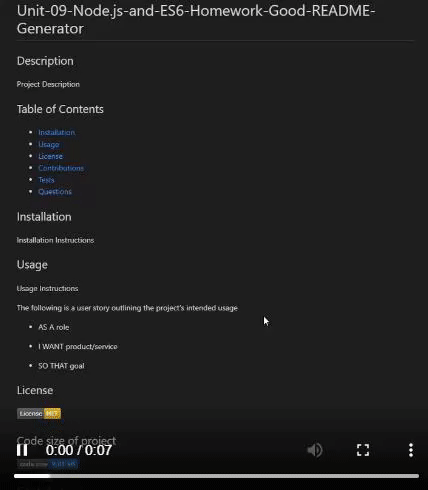 Unit-09-Node.js-and-ES6-Homework-Good-README-
Generator
Description
Project Description
Table of Contents
Installation
Usage
License
Contributions
Tests
Questions
Installation
Installation Instructions
Usage
Usage Instructions
The following is a user story outlining the project's intended usage
AS A role
I WANT product/service
SO THAT goal
License
License MIT
Code size of project
0:00 / 0:07
code size